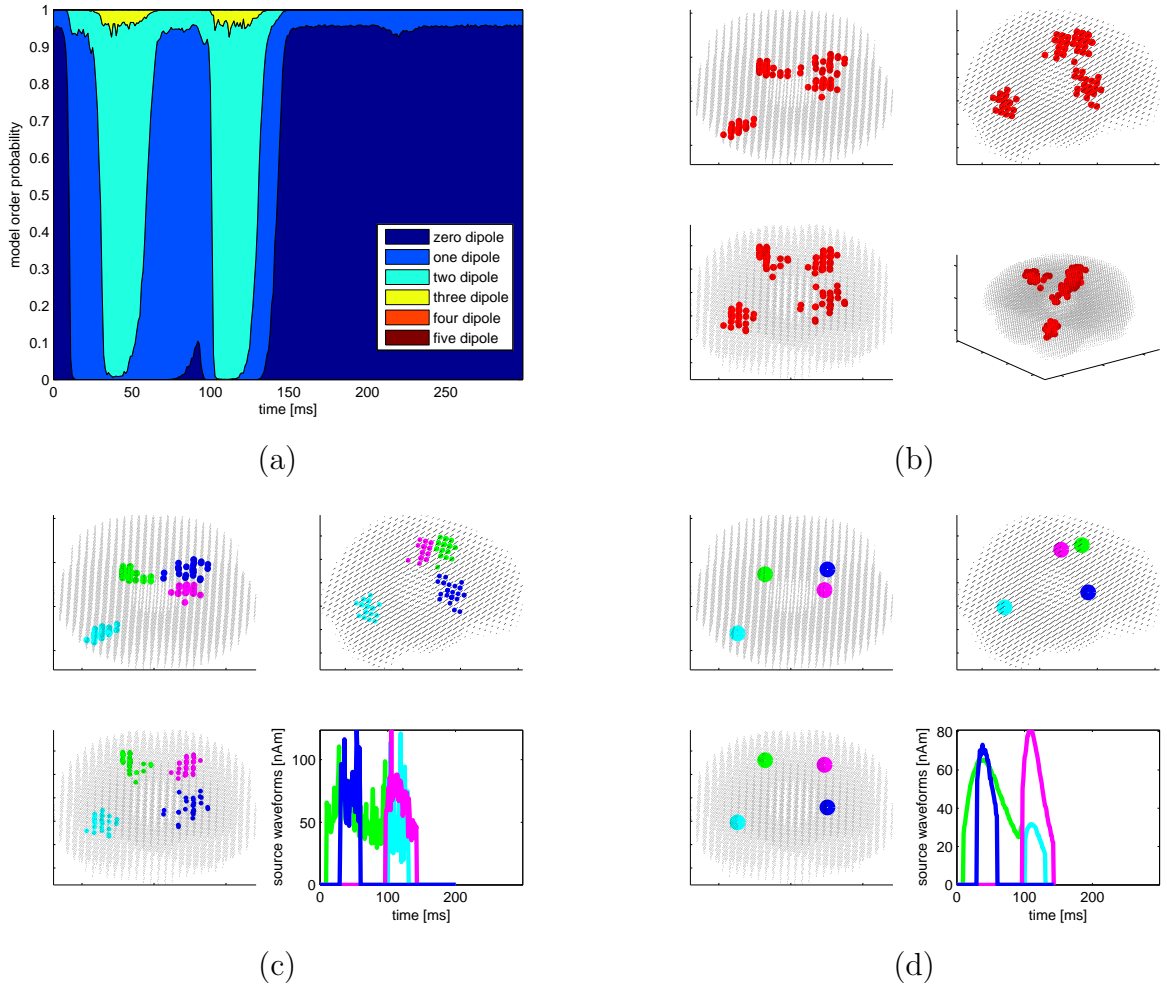 1
0.9
0.8
0.7
0.6
0.5
0.4
0.3
0.2
0.1
0
model order probability
0 50 100 150 200 250
time [ms]
zero dipole
one dipole
two dipole
three dipole
four dipole
five dipole
(a)
(b)
source waveforms [nAm]
100
50
0
0 100 200
time [ms]
(c)
source waveforms [nAm]
80
60
40
20
0
0 100 200
time [ms]
(d)